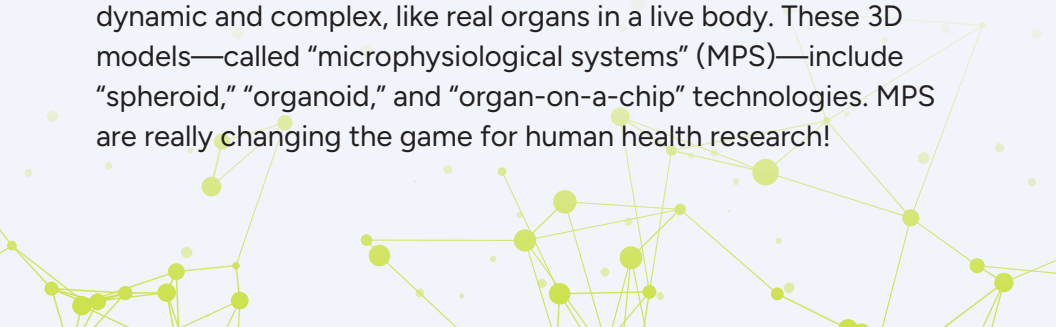 dynamic and complex, like real organs in a live body. These 3D
models—called “microphysiological systems” (MPS)—include
“spheroid,” “organoid,” and “organ-on-a-chip” technologies. MPS
are really changing the game for human health research!